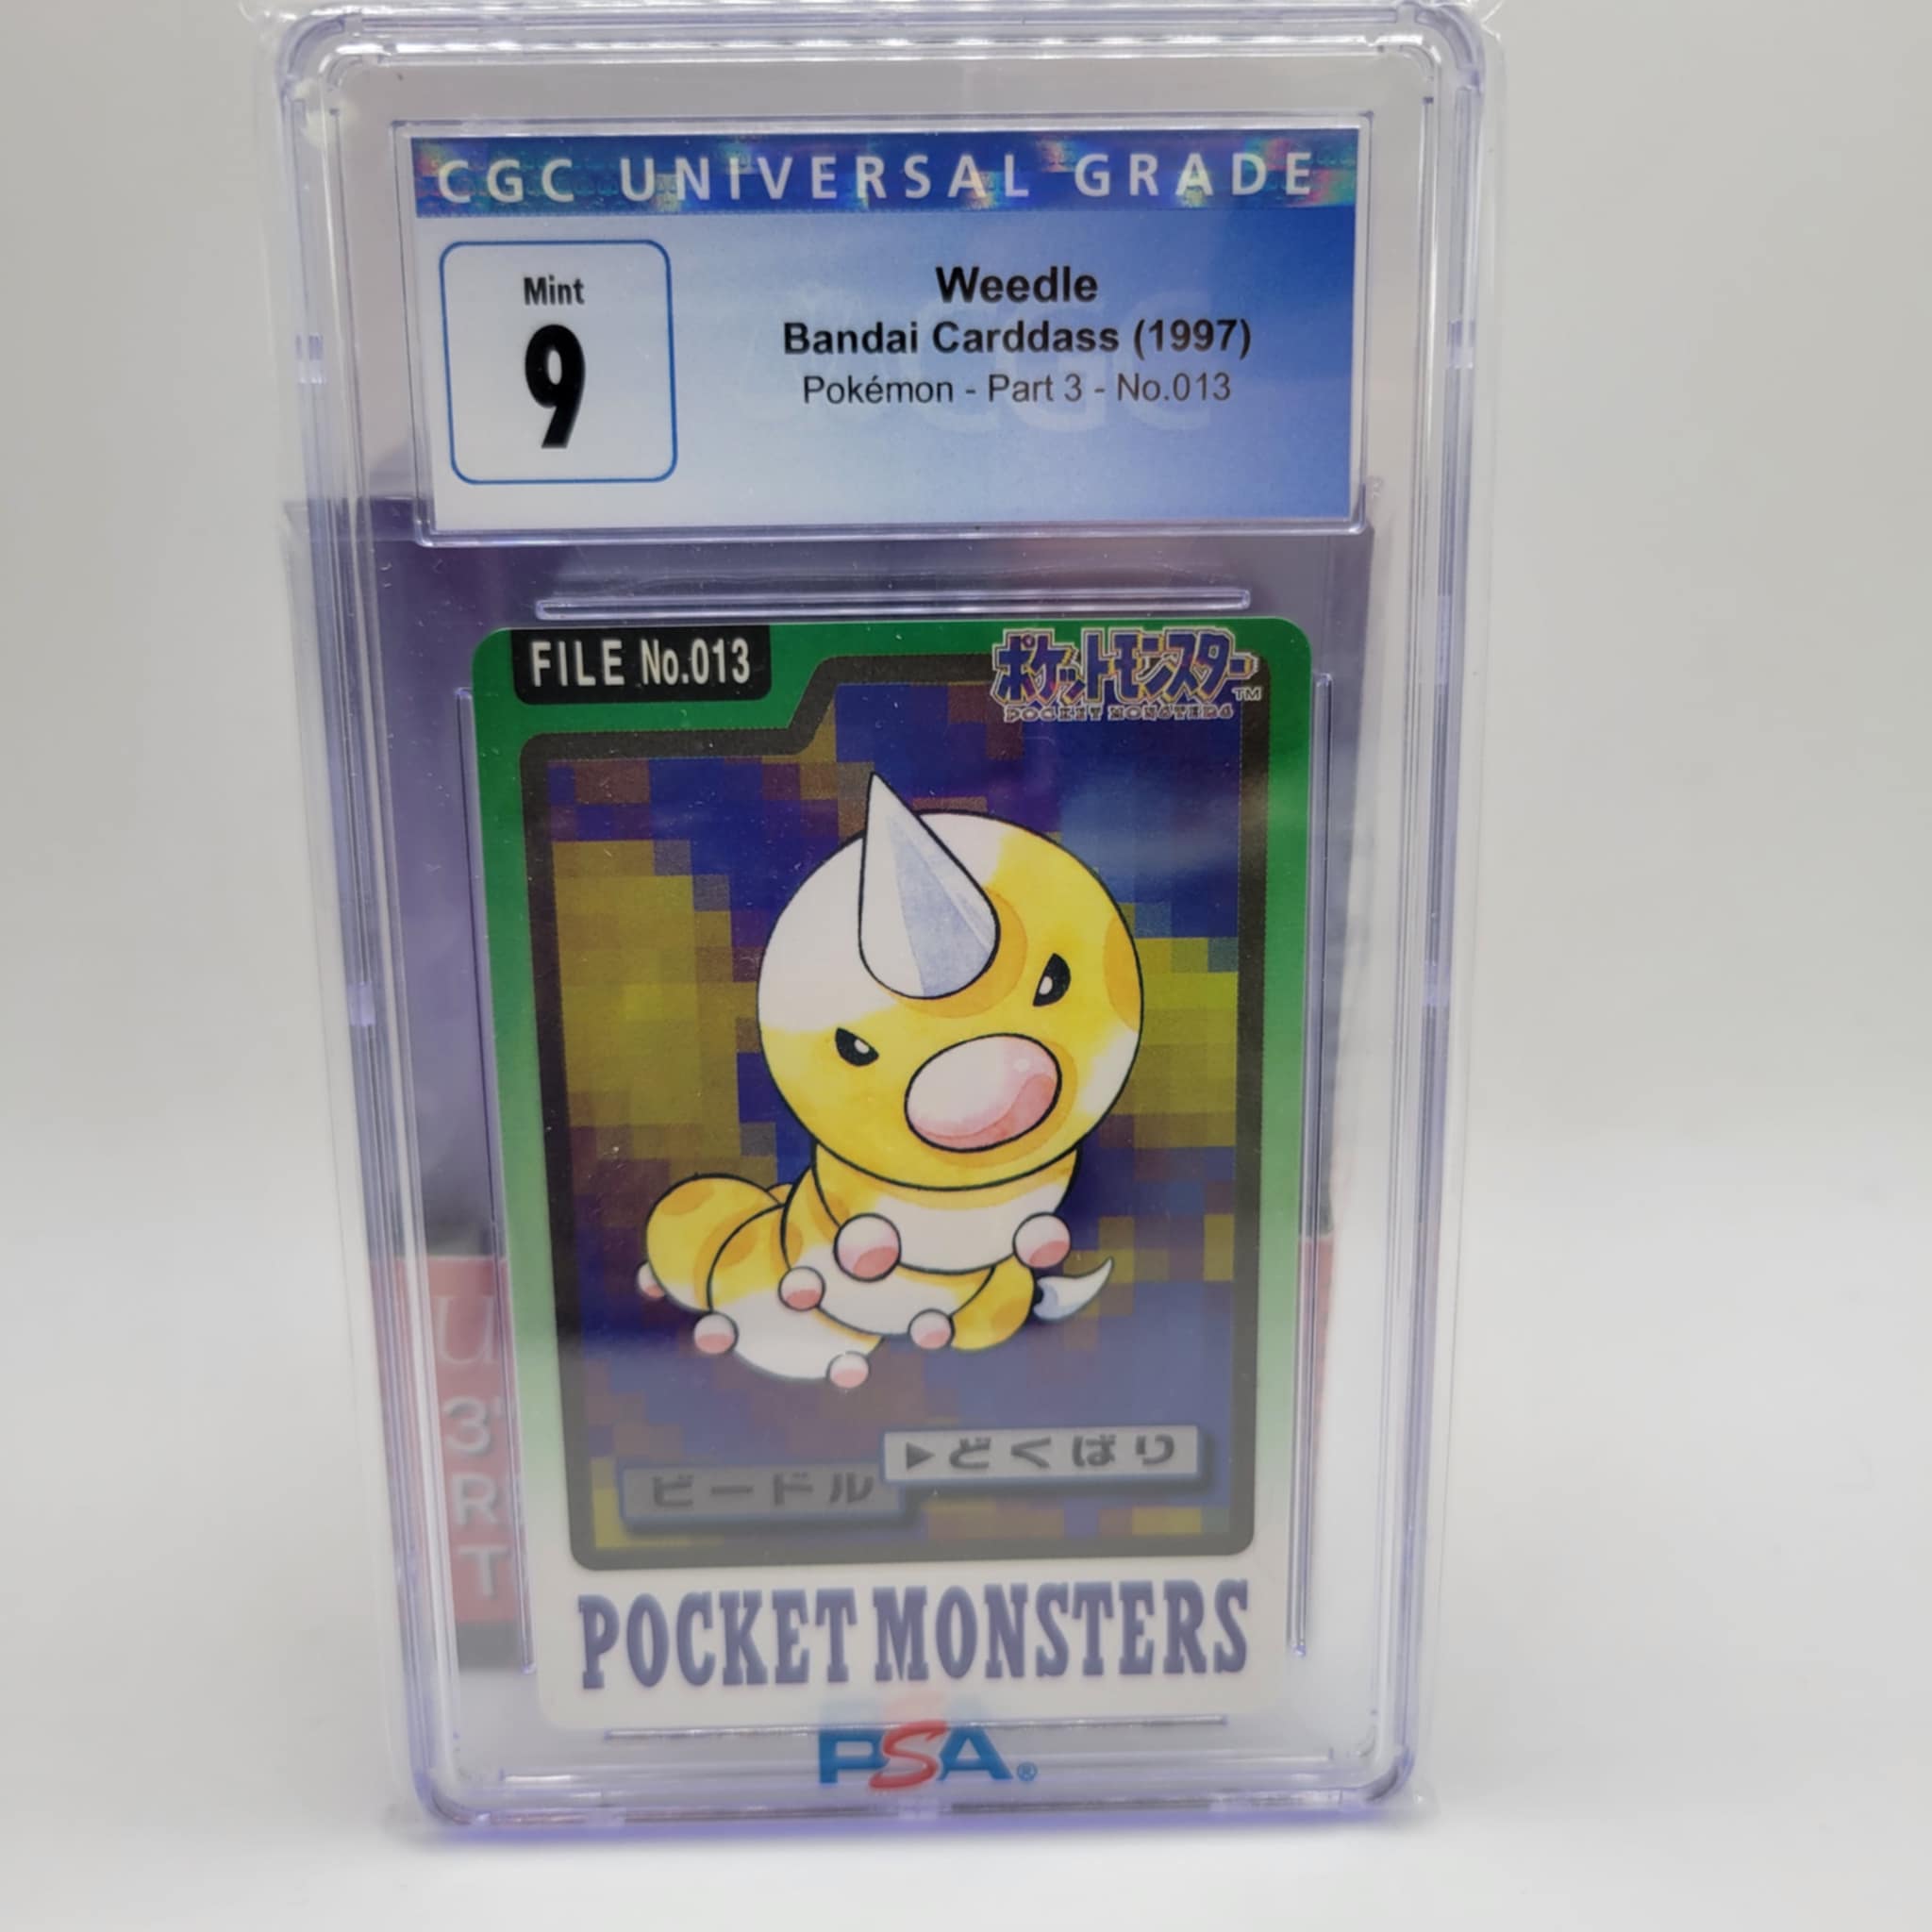 CGC UNIVERSAL GRADE
Mint
9
Weedle
Bandai Carddass (1997)
Pokémon - Part 3 - No.013
FILE No.013
ポケットモンスター TM
POCKET MONSTERS
▶どくばり
ビードル
u
3
R
T
POCKET MONSTERS
PSA®